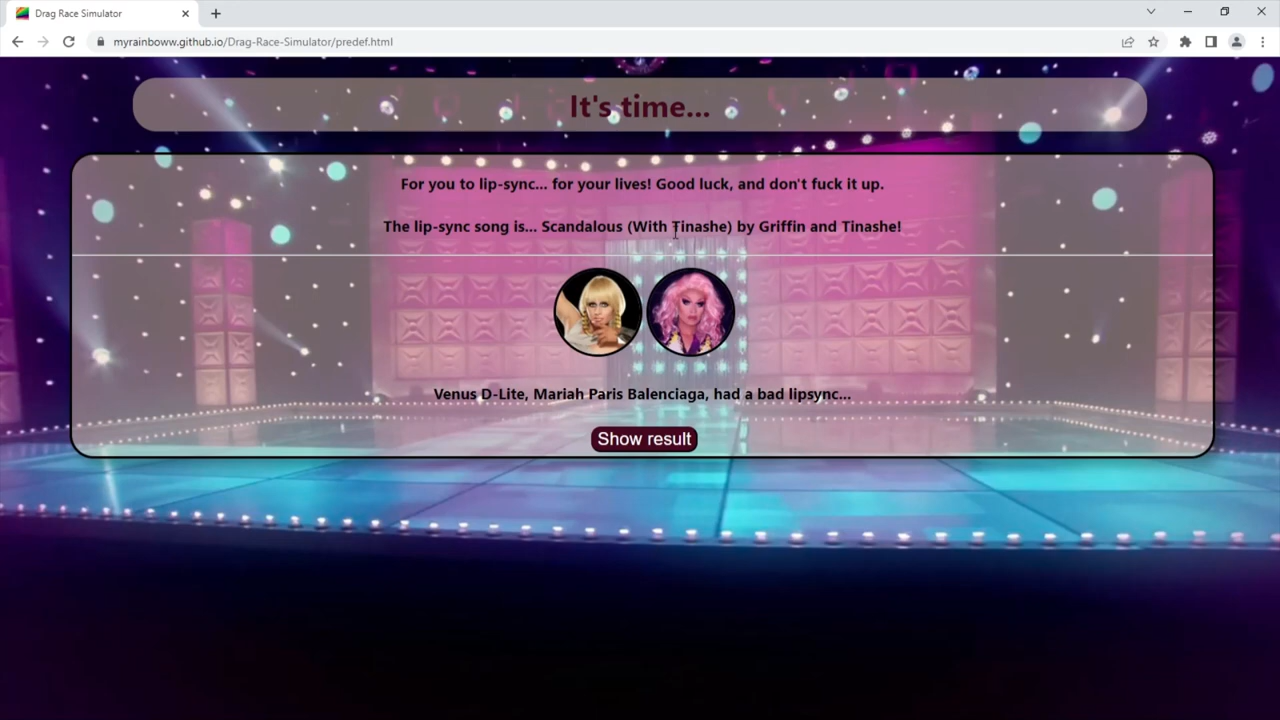 Drag Race Simulator
myrainboww.github.io/Drag-Race-Simulator/predef.html
It's time...
For you to lip-sync... for your lives! Good luck, and don't fuck it up.
The lip-sync song is... Scandalous (With Tinashe) by Griffin and Tinashe!
Venus D-Lite, Mariah Paris Balenciaga, had a bad lipsync...
Show result